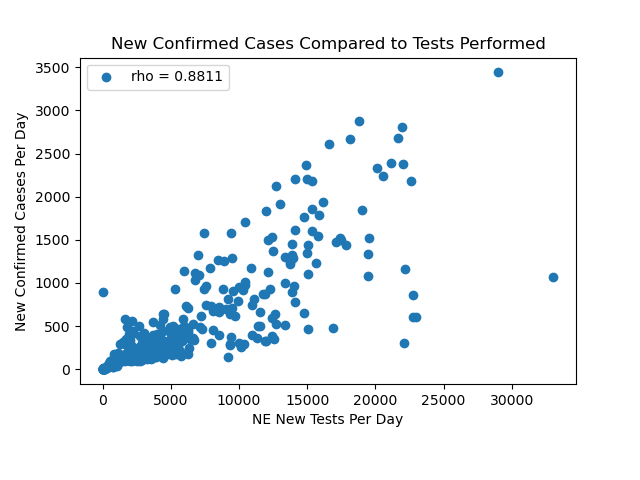 New Confirmed Cases Compared to Tests Performed
rho = 0.8811
New Confirmed Caeses Per Day
3500
3000
2500
2000
1500
1000
500
0
0 5000 10000 15000 20000 25000 30000
NE New Tests Per Day